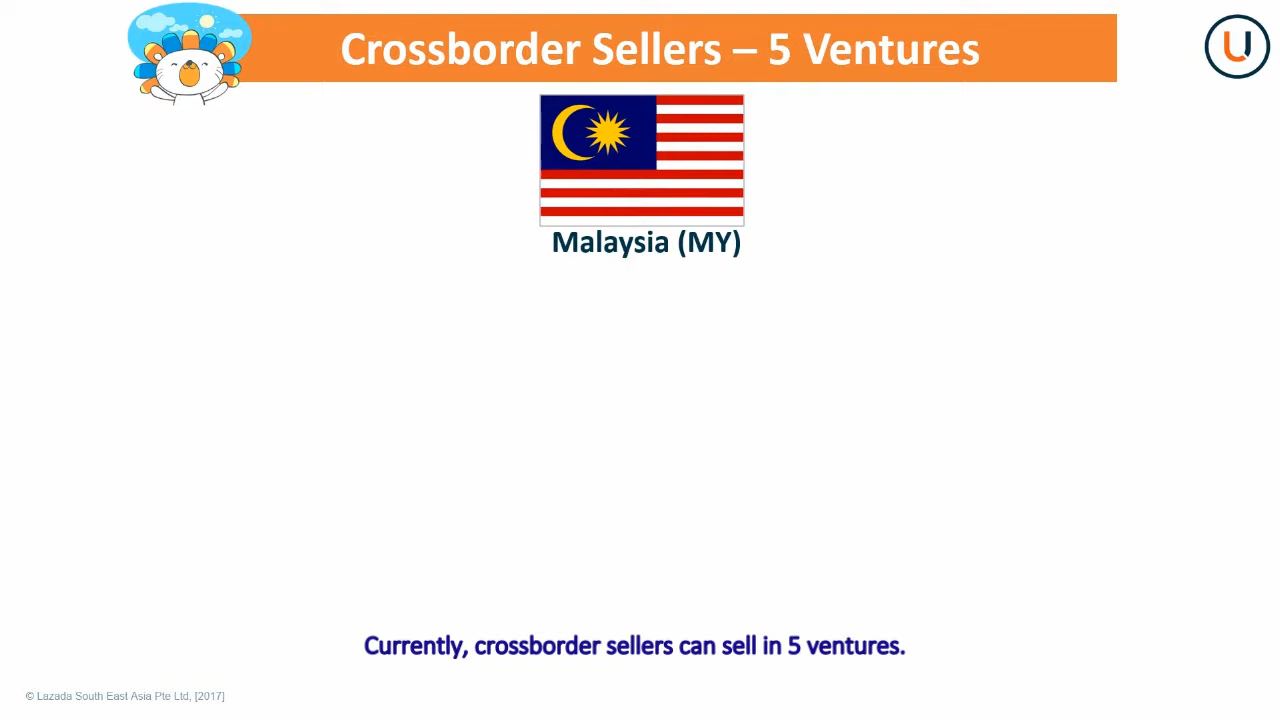 Crossborder Sellers – 5 Ventures
Malaysia (MY)
Currently, crossborder sellers can sell in 5 ventures.
© Lazada South East Asia Pte Ltd, [2017]